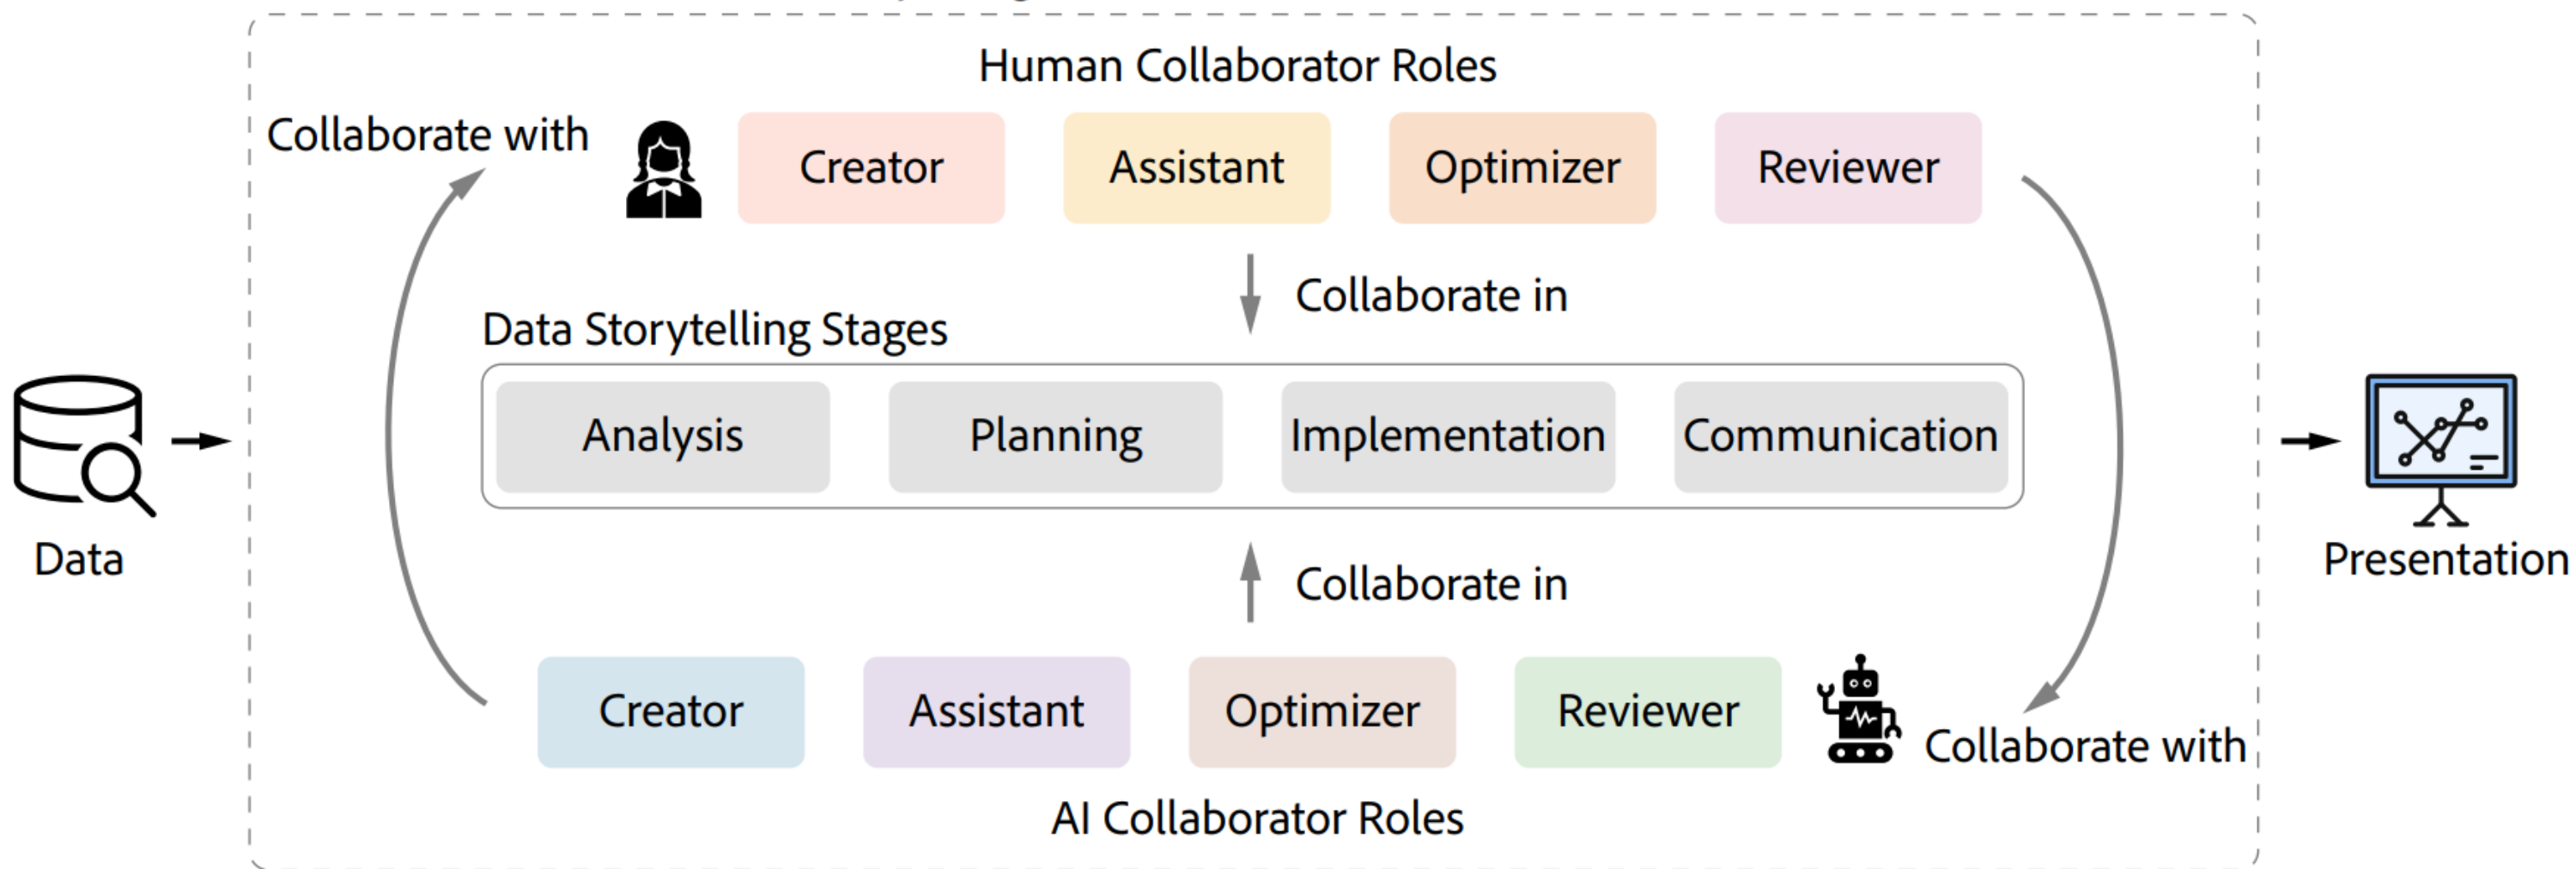 Human Collaborator Roles
Collaborate with
Creator
Assistant
Optimizer
Reviewer
Collaborate in
Data Storytelling Stages
Analysis
Planning
Implementation
Communication
Data
Presentation
Collaborate in
Creator
Assistant
Optimizer
Reviewer
Collaborate with
AI Collaborator Roles